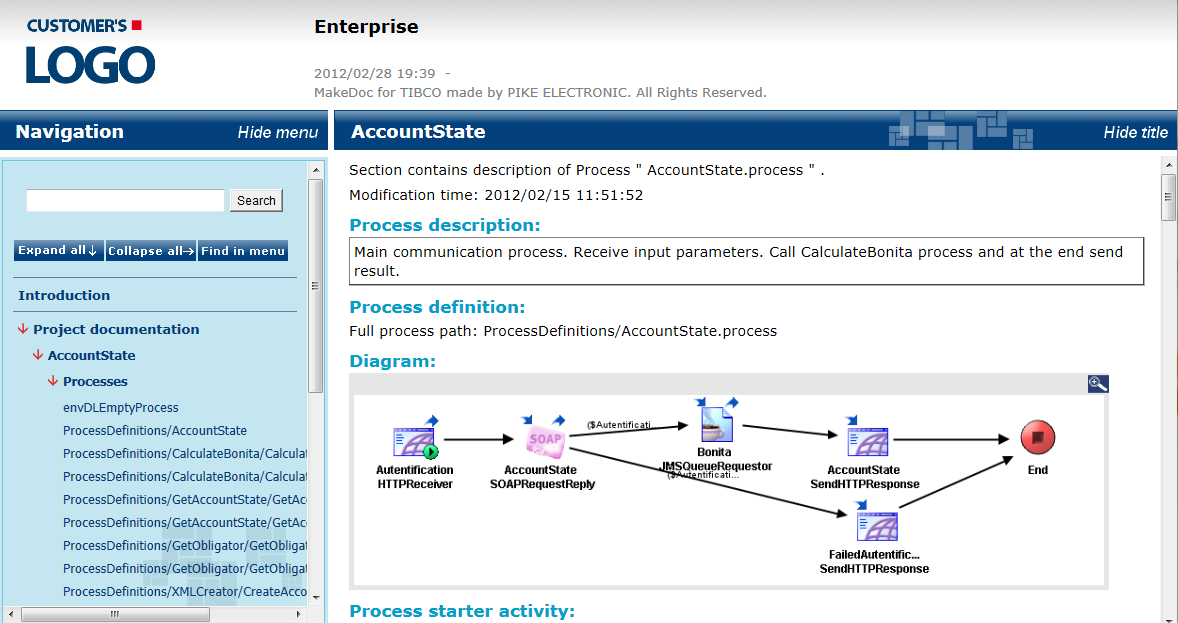 CUSTOMER'S
LOGO
Enterprise
2012/02/28 19:39 -
MakeDoc for TIBCO made by PIKE ELECTRONIC. All Rights Reserved.
Navigation
Hide menu
AccountState
Hide title
Search
Expand all↓
Collapse all→
Find in menu
Introduction
Project documentation
AccountState
Processes
envDLEmptyProcess
ProcessDefinitions/AccountState
ProcessDefinitions/CalculateBonita/Calculat
ProcessDefinitions/CalculateBonita/Calculat
ProcessDefinitions/GetAccountState/GetAc
ProcessDefinitions/GetAccountState/GetAc
ProcessDefinitions/GetObligator/GetObligat
ProcessDefinitions/GetObligator/GetObligat
ProcessDefinitions/XMLCreator/CreateAcco
Section contains description of Process " AccountState.process " .
Modification time: 2012/02/15 11:51:52
Process description:
Main communication process. Receive input parameters. Call CalculateBonita process and at the end send
result.
Process definition:
Full process path: ProcessDefinitions/AccountState.process
Diagram:
Autentification
HTTPReceiver
SOAP
AccountState
SOAPRequestReply
($Autentificati...
Bonita
JMSQueueRequestor
($Autentificati...
AccountState
SendHTTPResponse
FailedAutentific...
SendHTTPResponse
End
Process starter activity: